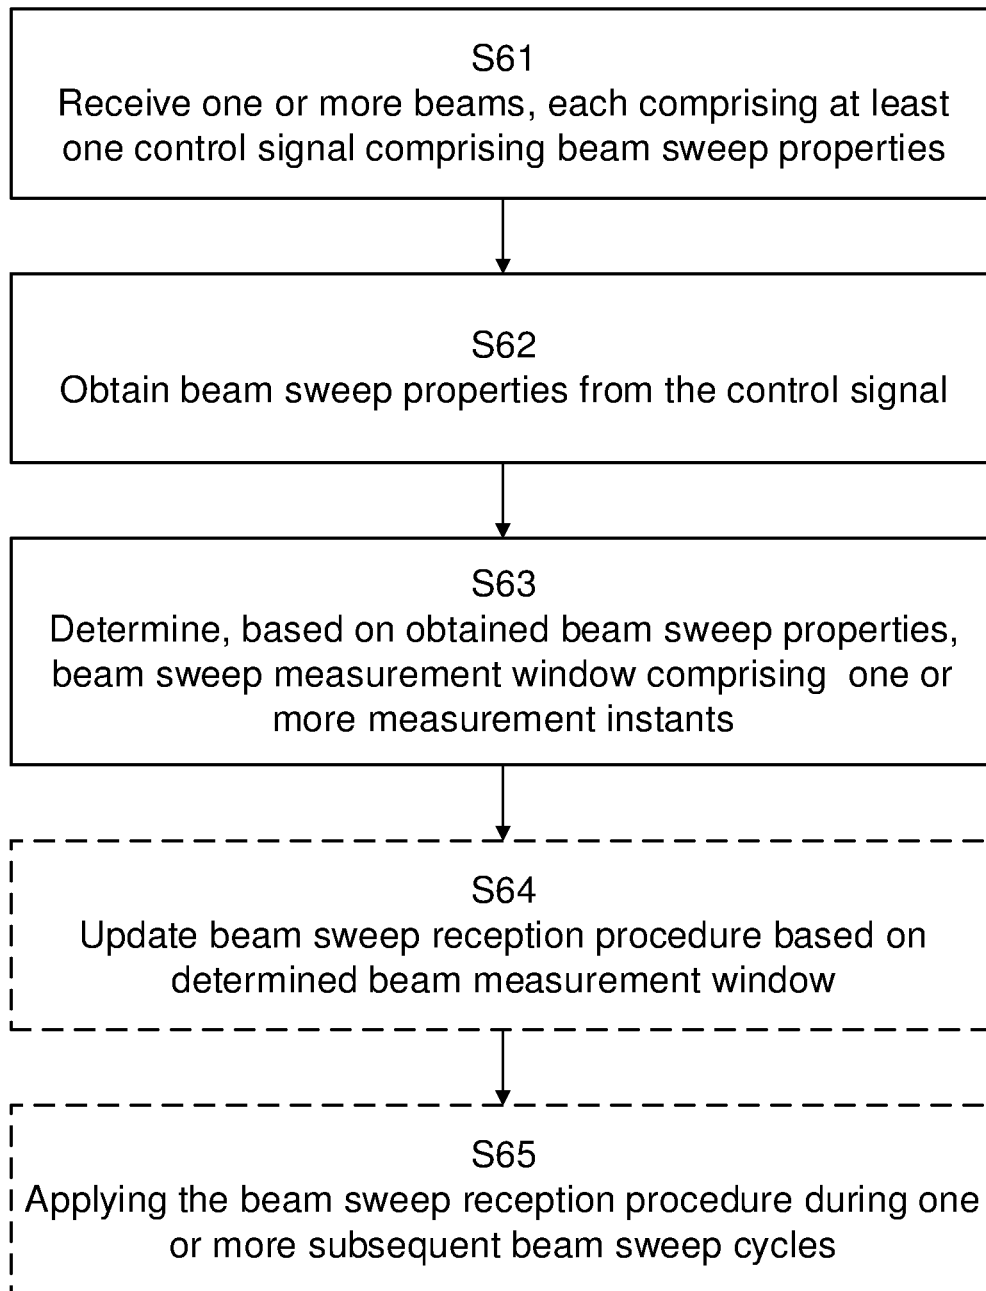 S61
Receive one or more beams, each comprising at least
one control signal comprising beam sweep properties
S62
Obtain beam sweep properties from the control signal
S63
Determine, based on obtained beam sweep properties,
beam sweep measurement window comprising  one or
more measurement instants
S64
Update beam sweep reception procedure based on
determined beam measurement window
S65
Applying the beam sweep reception procedure during one
or more subsequent beam sweep cycles